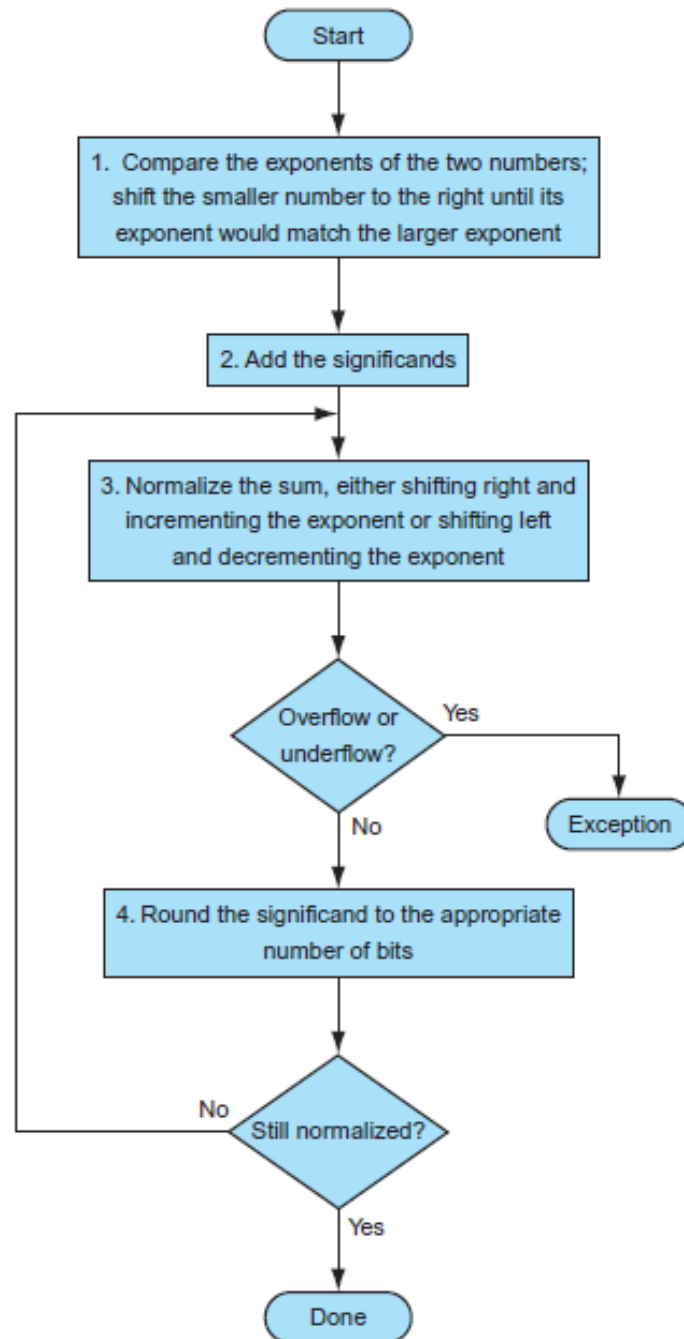 Start
1. Compare the exponents of the two numbers;
shift the smaller number to the right until its
exponent would match the larger exponent
2. Add the significands
3. Normalize the sum, either shifting right and
incrementing the exponent or shifting left
and decrementing the exponent
Overflow or
underflow?
Yes
No
Exception
4. Round the significand to the appropriate
number of bits
No
Still normalized?
Yes
Done